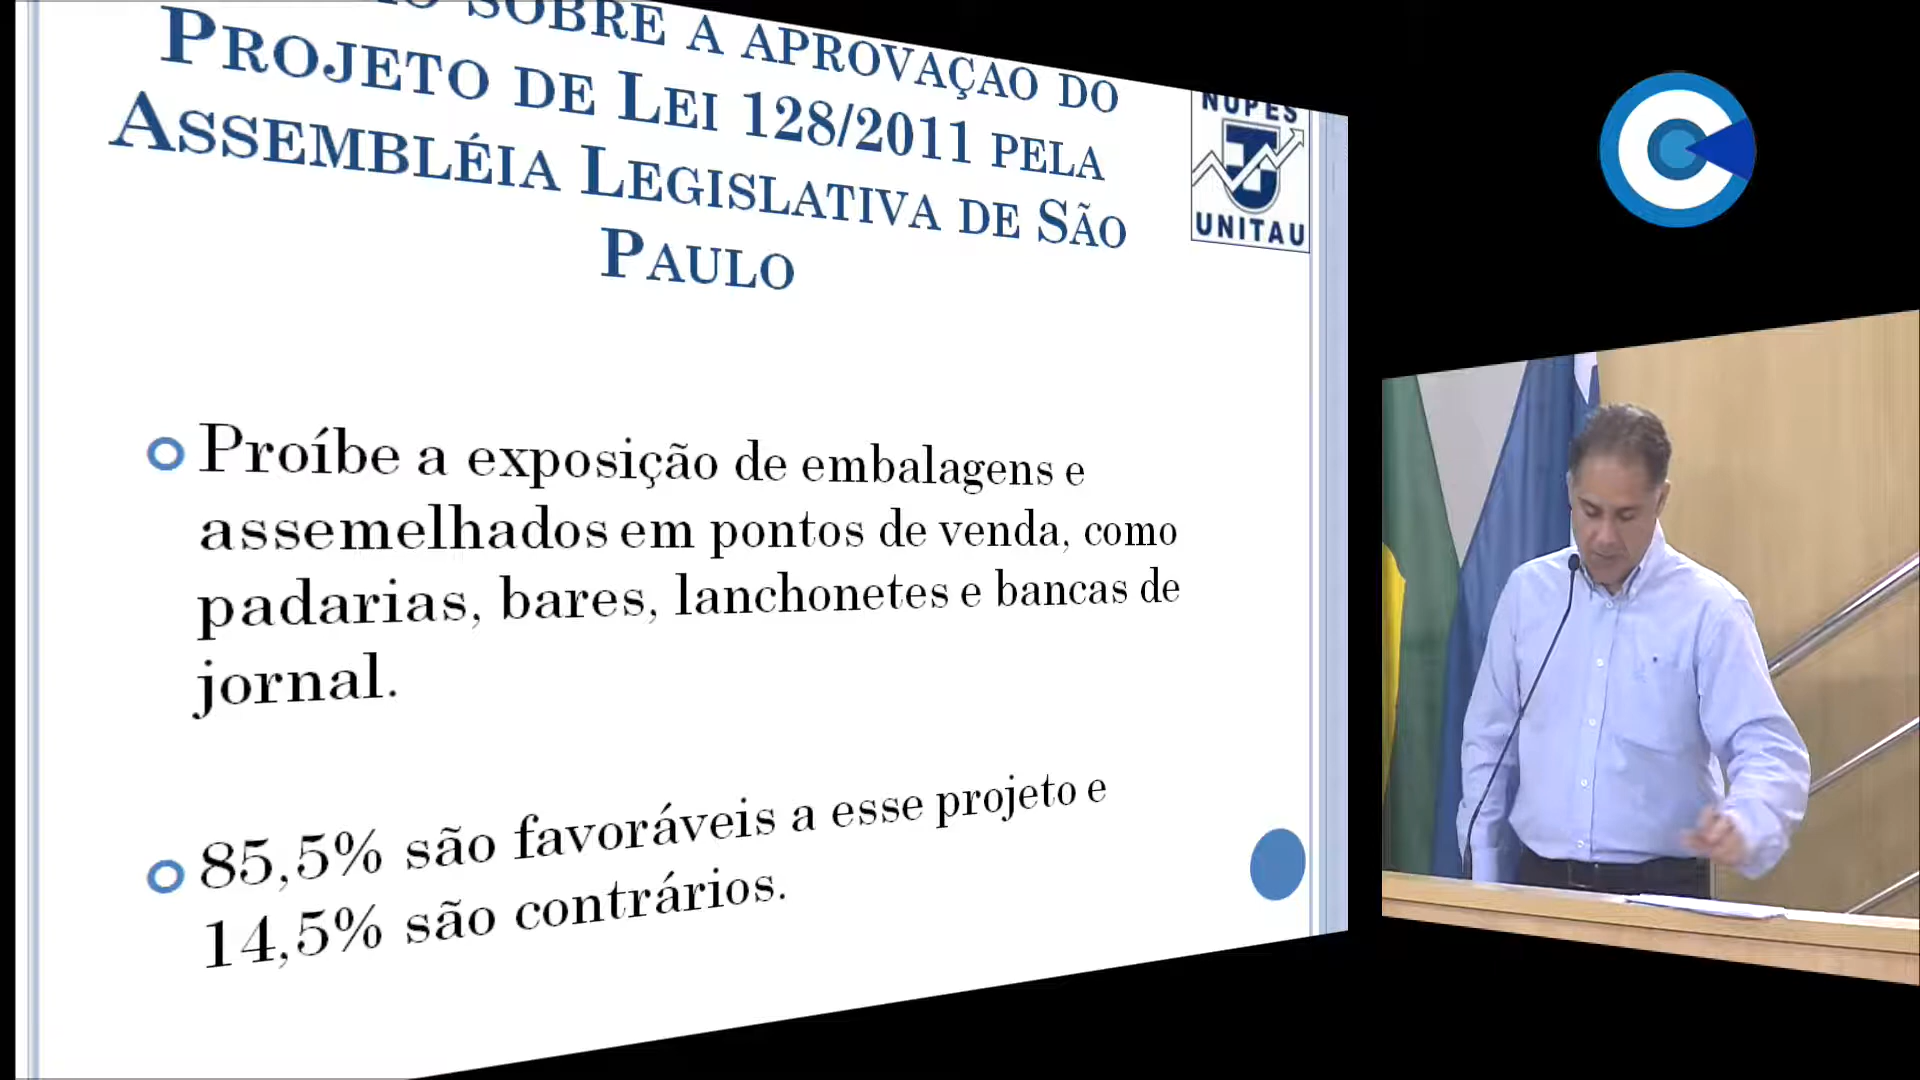 SOBRE A APROVAÇÃO DO
PROJETO DE LEI 128/2011 PELA
ASSEMBLÉIA LEGISLATIVA DE SÃO
PAULO
NUPES
UNITAU
Proíbe a exposição de embalagens e
assemelhados em pontos de venda, como
padarias, bares, lanchonetes e bancas de
jornal.
85,5% são favoráveis a esse projeto e
14,5% são contrários.